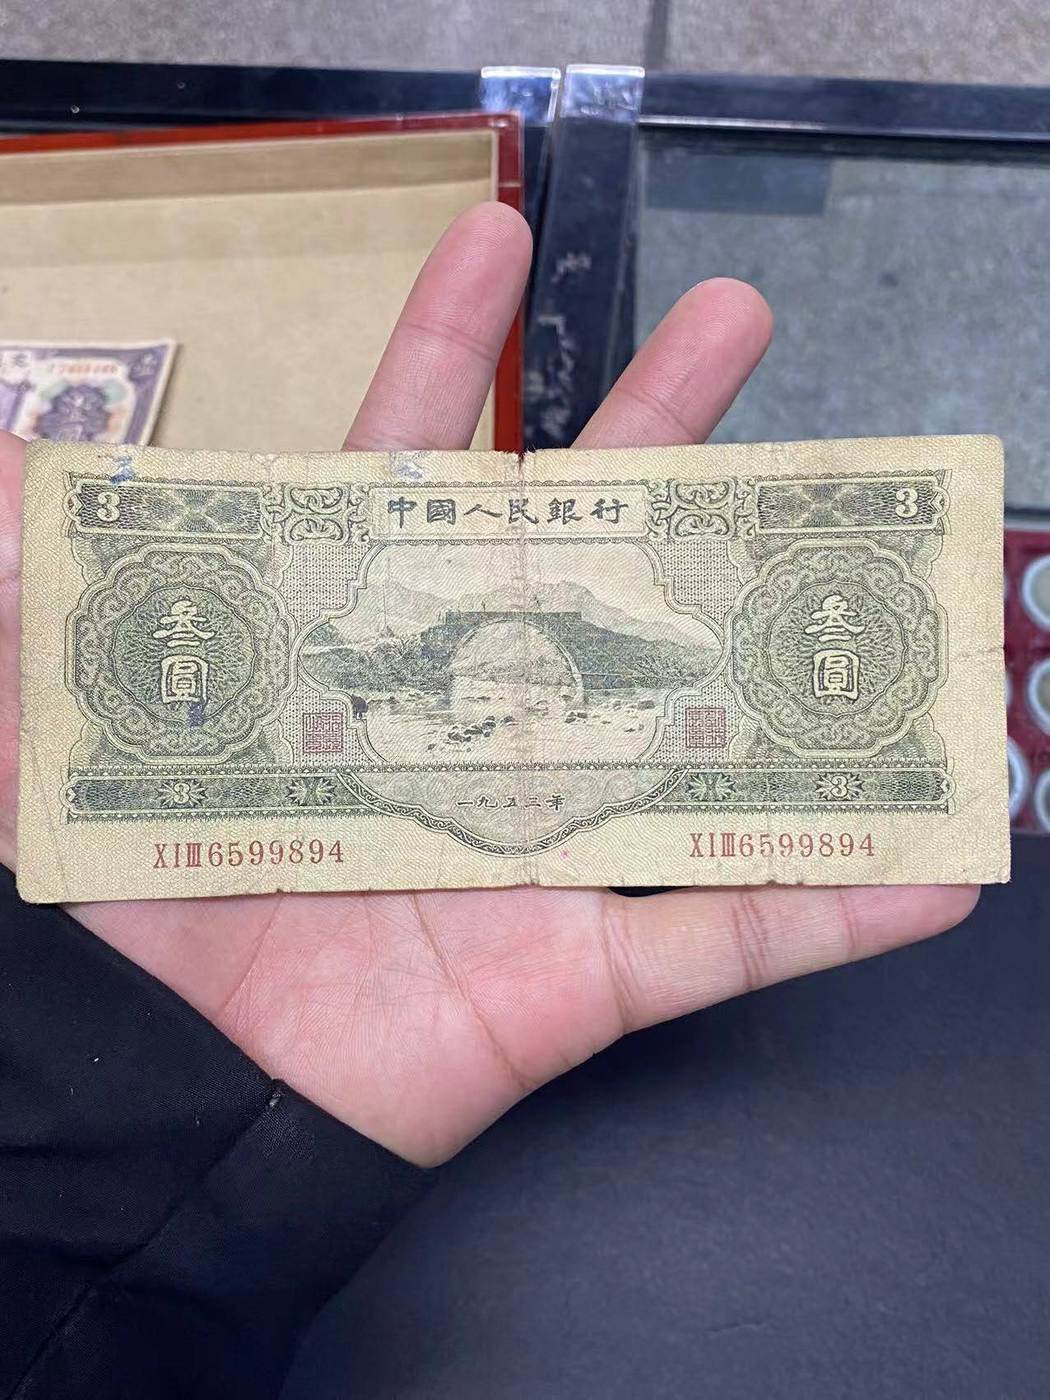 3 中國人民銀行 3
叁 叁
圓 圓
3 3
一九五三年
XIⅢ6599894 XIⅢ6599894